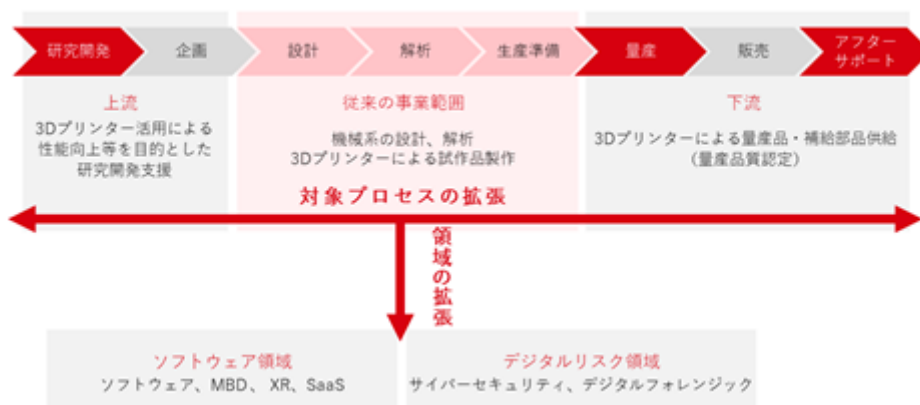 研究開発
企画
設計
解析
生産準備
量産
販売
アフター
サポート
上流
3Dプリンター活用による
性能向上等を目的とした
研究開発支援
従来の事業範囲
機械系の設計、解析
3Dプリンターによる試作品製作
下流
3Dプリンターによる量産品・補給部品供給
(量産品質認定)
対象プロセスの拡張
領域の拡張
ソフトウェア領域
ソフトウェア、MBD、 XR、SaaS
デジタルリスク領域
サイバーセキュリティ、デジタルフォレンジック